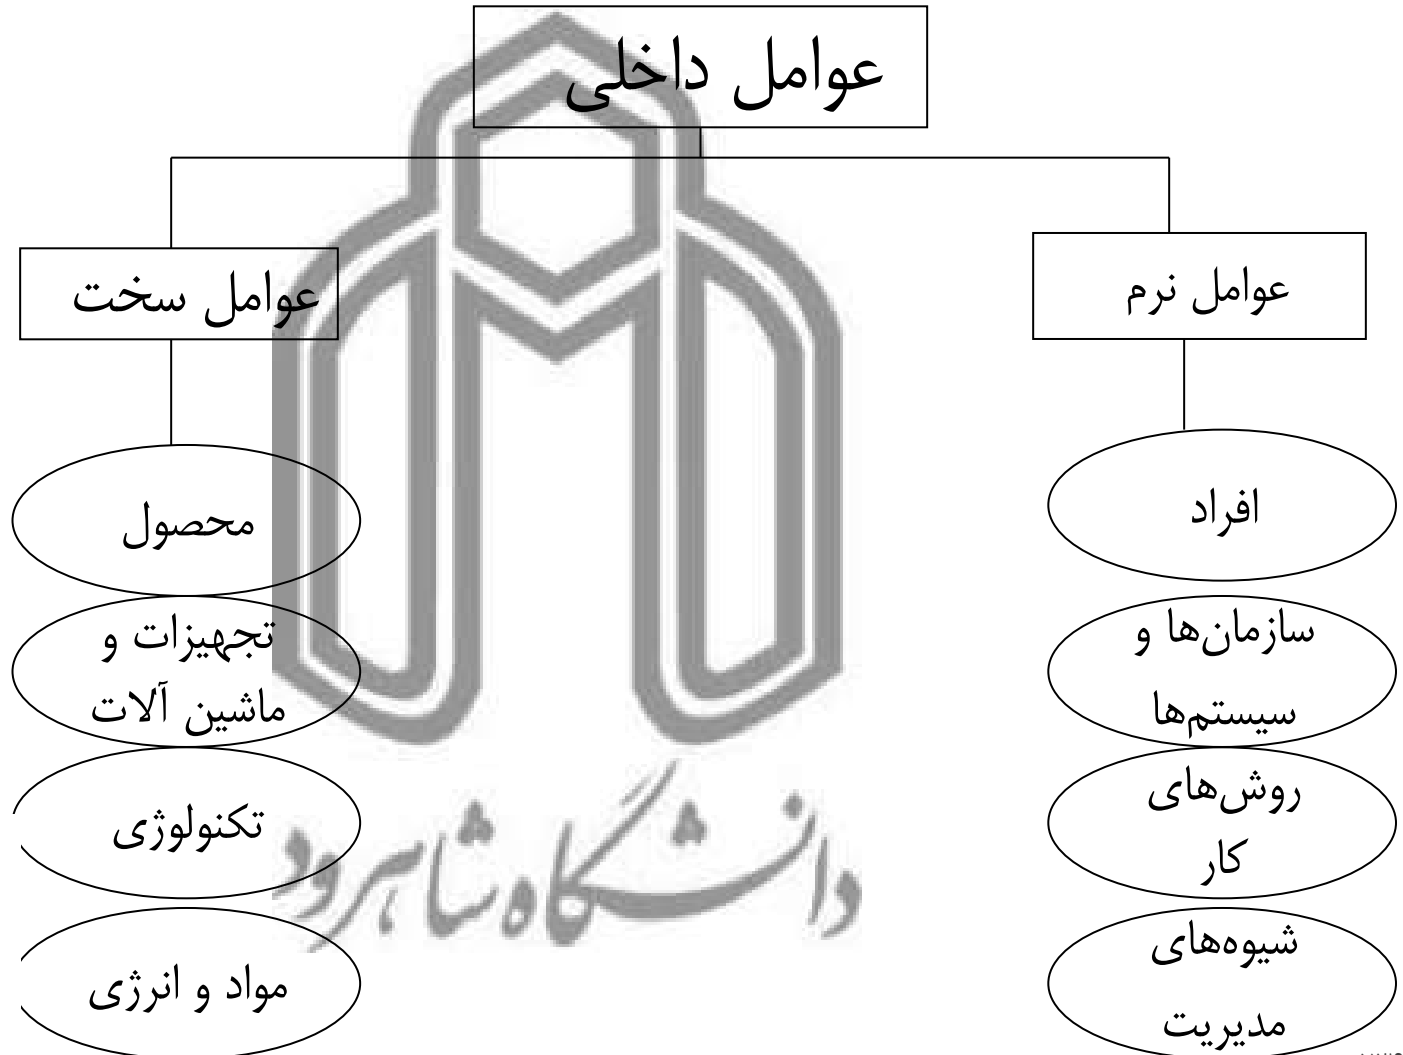 عوامل داخلی
عوامل نرم
عوامل سخت
افراد
سازمان‌ها و
سیستم‌ها
روش‌های
کار
شیوه‌های
مدیریت
محصول
تجهیزات و
ماشین آلات
تکنولوژی
مواد و انرژی
دانشگاه شاهرود